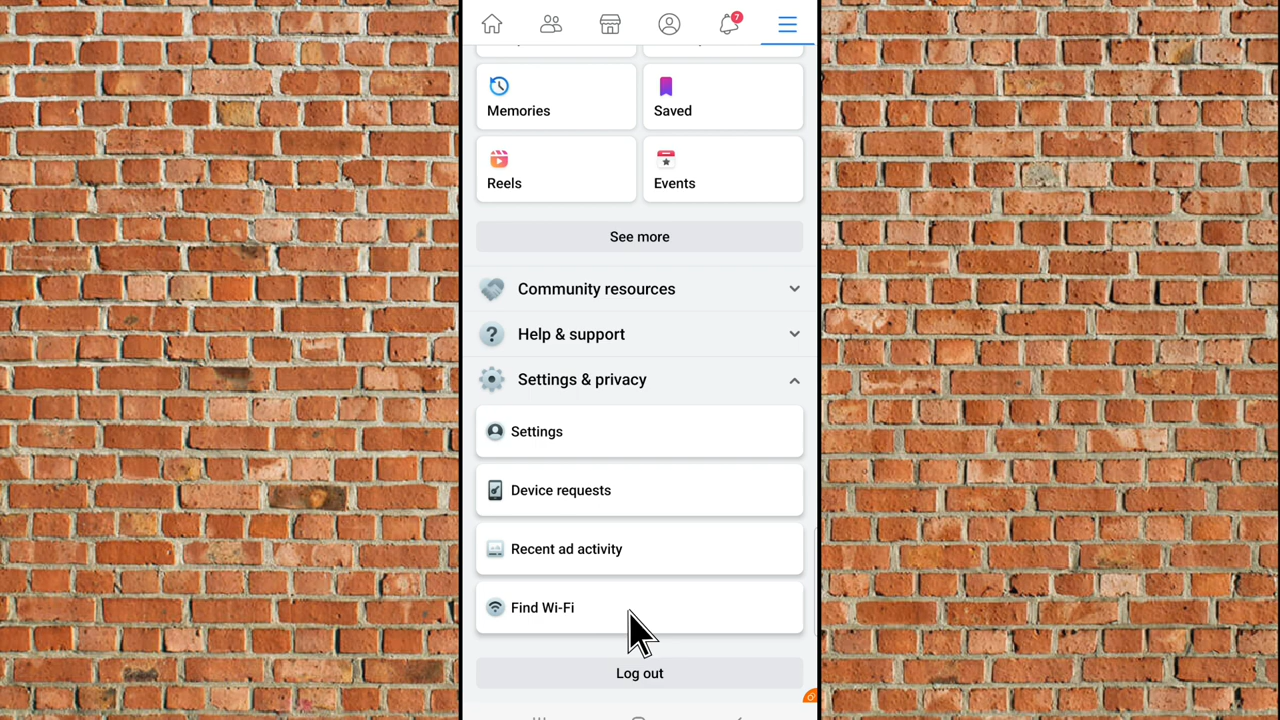 7
Memories
Saved
Reels
Events
See more
Community resources
Help & support
Settings & privacy
Settings
Device requests
Recent ad activity
Find Wi-Fi
Log out